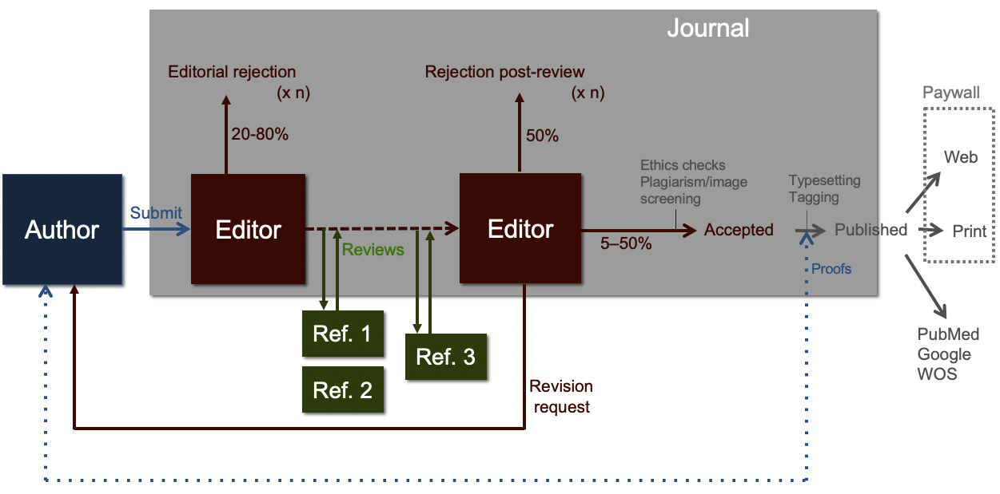 Journal
Editorial rejection
(x n)
Rejection post-review
(x n)
20-80%
50%
Paywall
Web
Print
Ethics checks
Plagiarism/image
screening
Typesetting
Tagging
Author
Submit
Editor
Reviews
Editor
5–50%
Accepted
Published
Proofs
Ref. 1
Ref. 2
Ref. 3
Revision
request
PubMed
Google
WOS